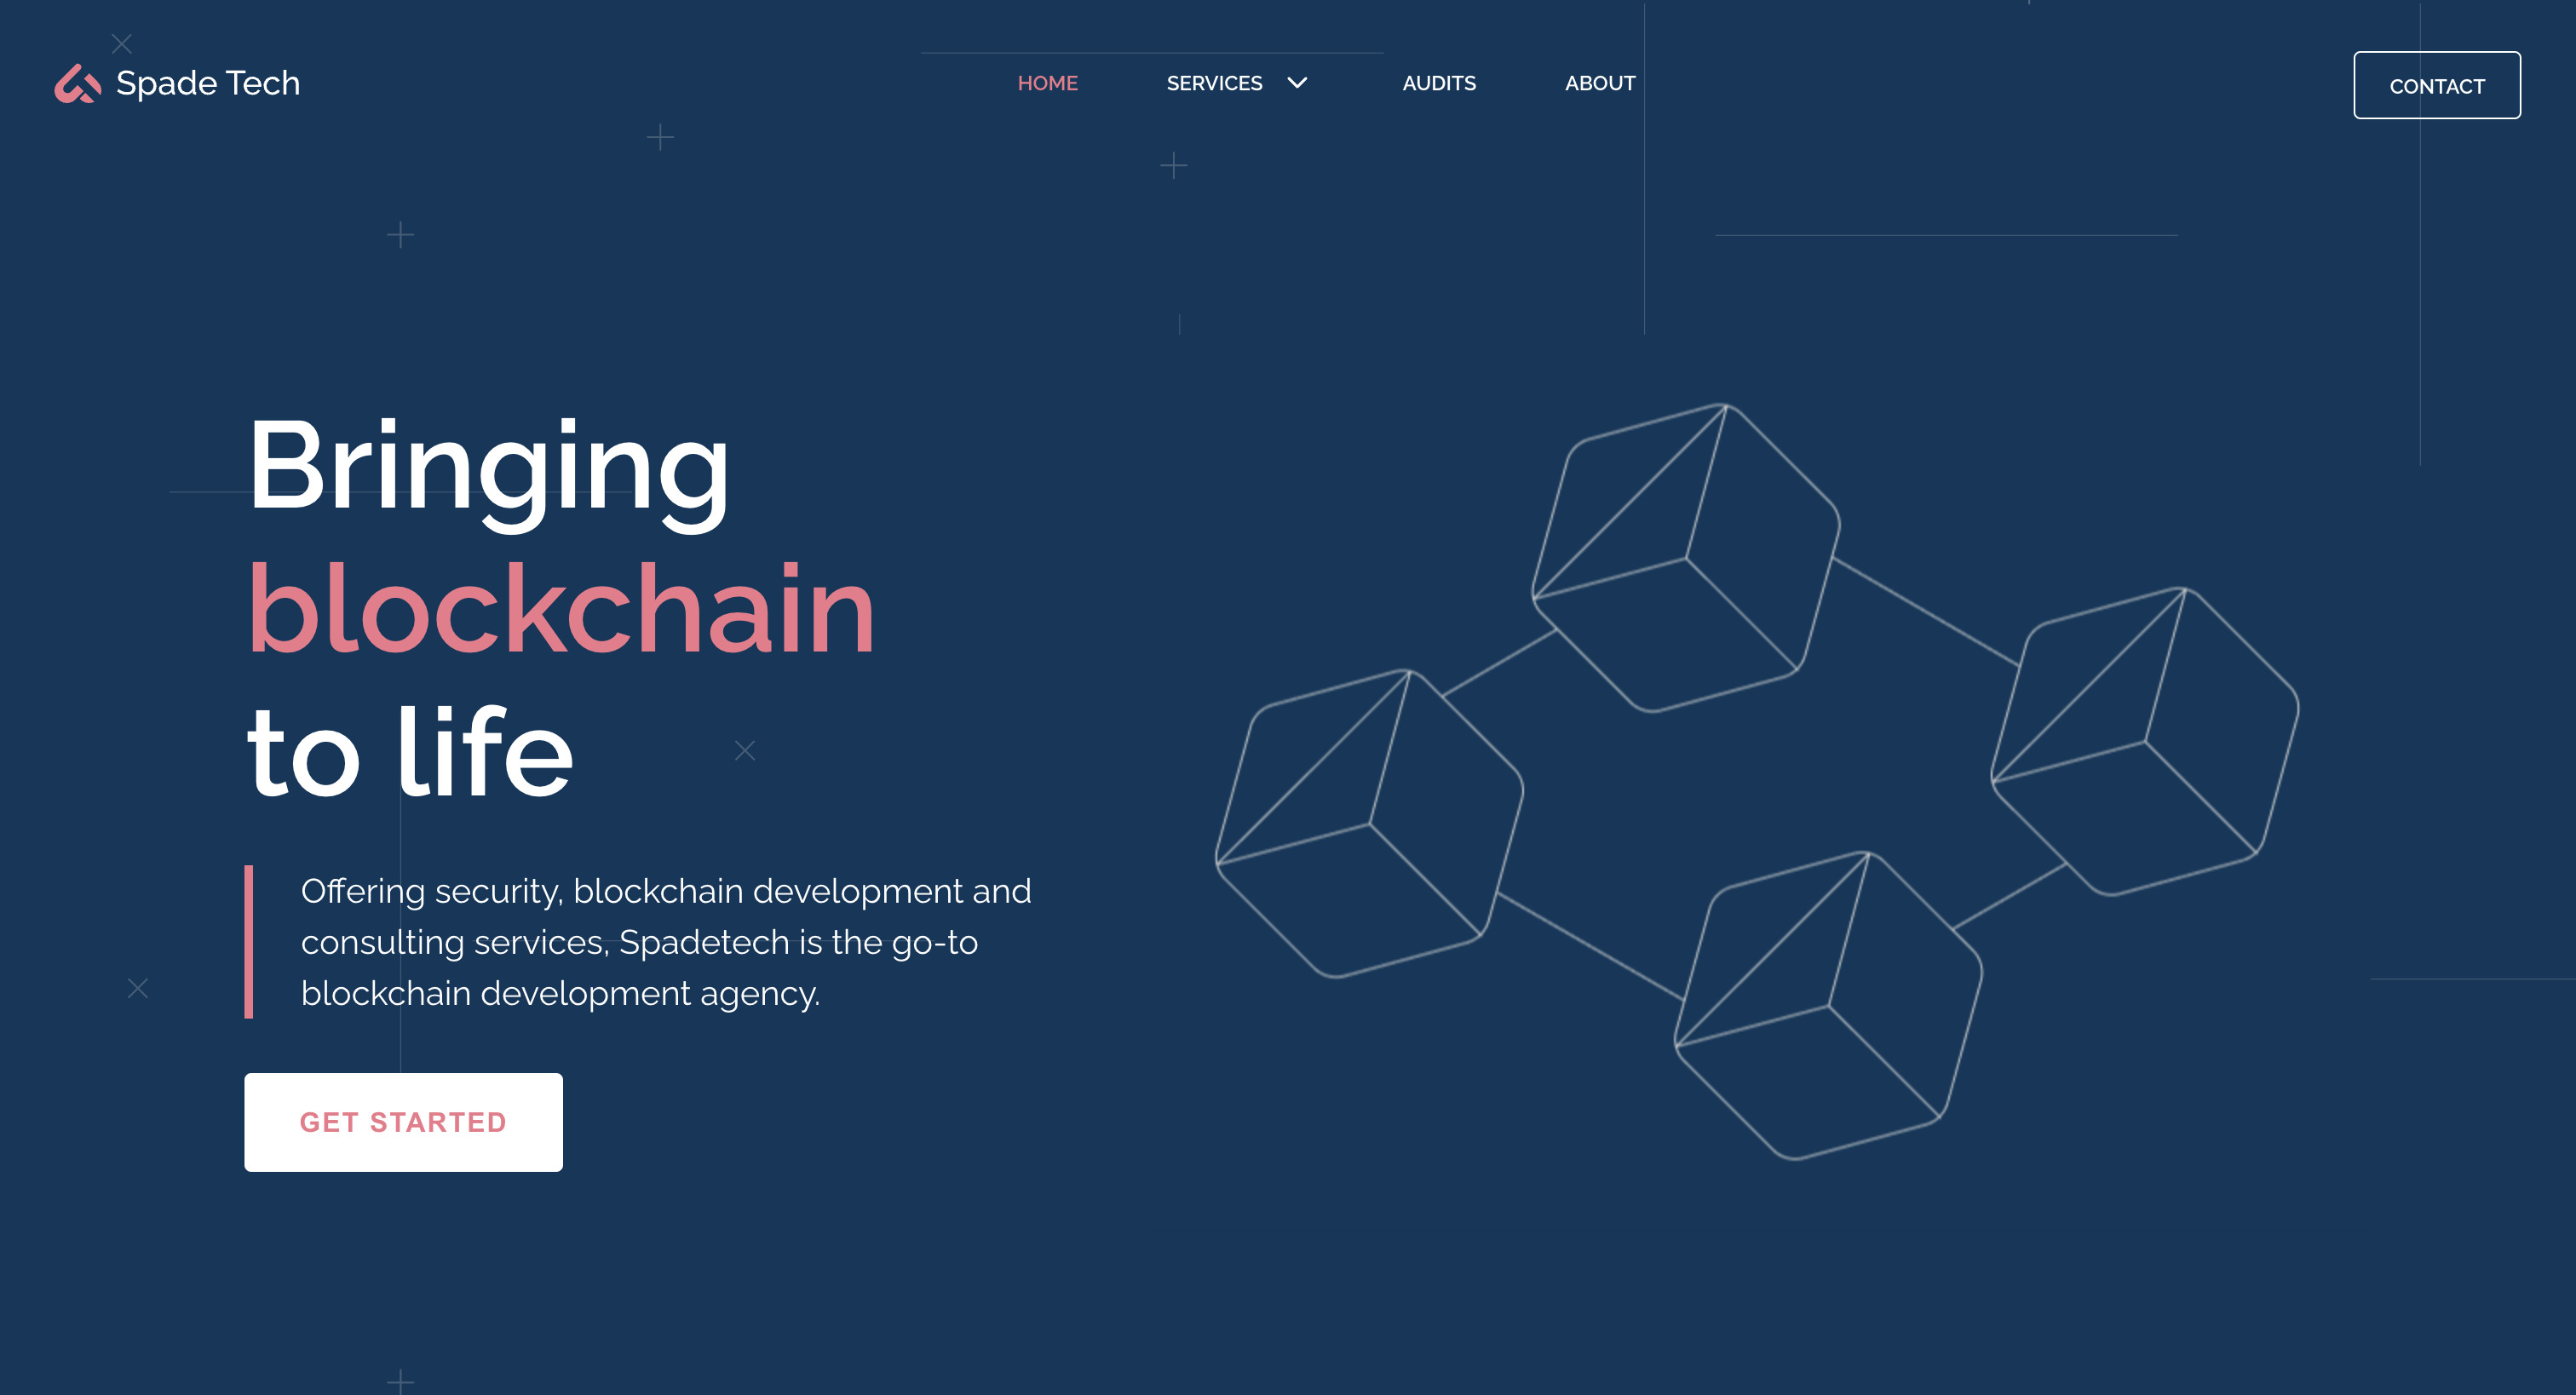 Spade Tech
HOME
SERVICES
AUDITS
ABOUT
CONTACT
Bringing
blockchain
to life
Offering security, blockchain development and
consulting services, Spadetech is the go-to
blockchain development agency.
GET STARTED